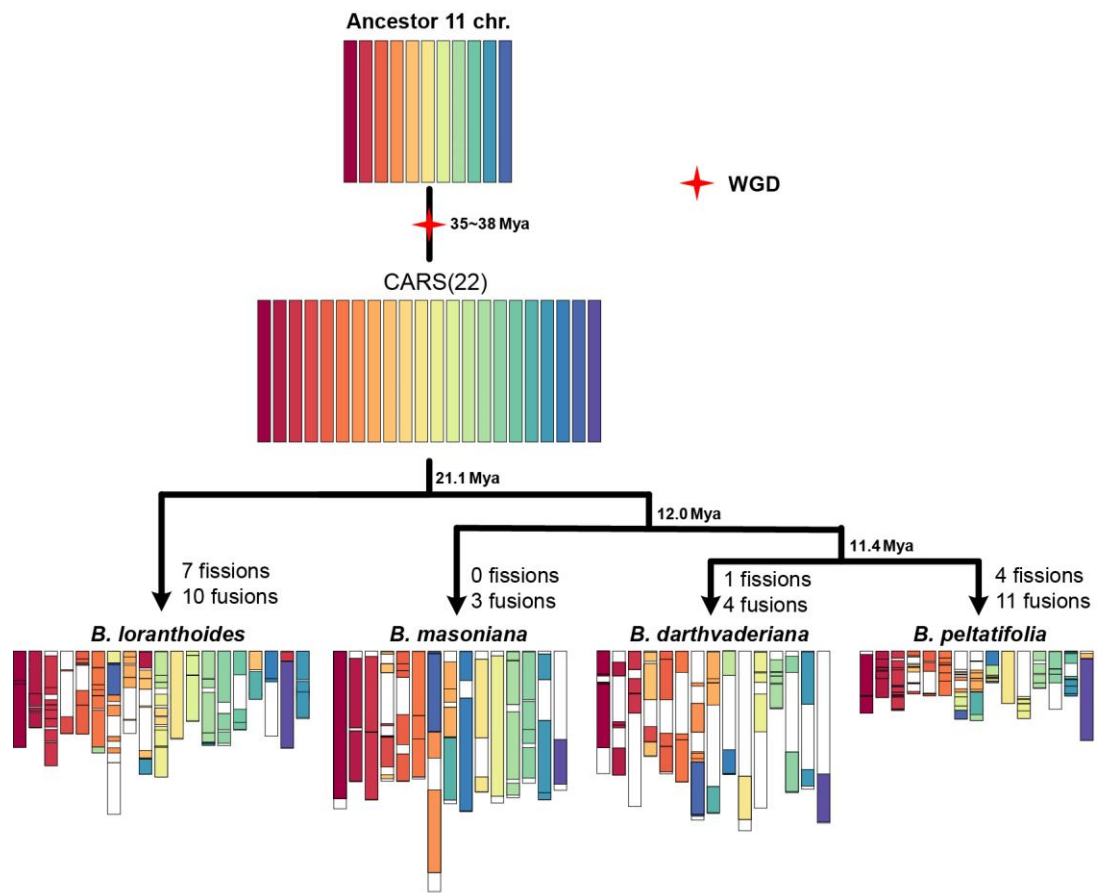 Ancestor 11 chr.
WGD
35~38 Mya
CARS(22)
21.1 Mya
12.0 Mya
11.4 Mya
7 fissions
10 fusions
0 fissions
3 fusions
1 fissions
4 fusions
4 fissions
11 fusions
B. loranthoides
B. masoniana
B. darthvaderiana
B. peltatifolia